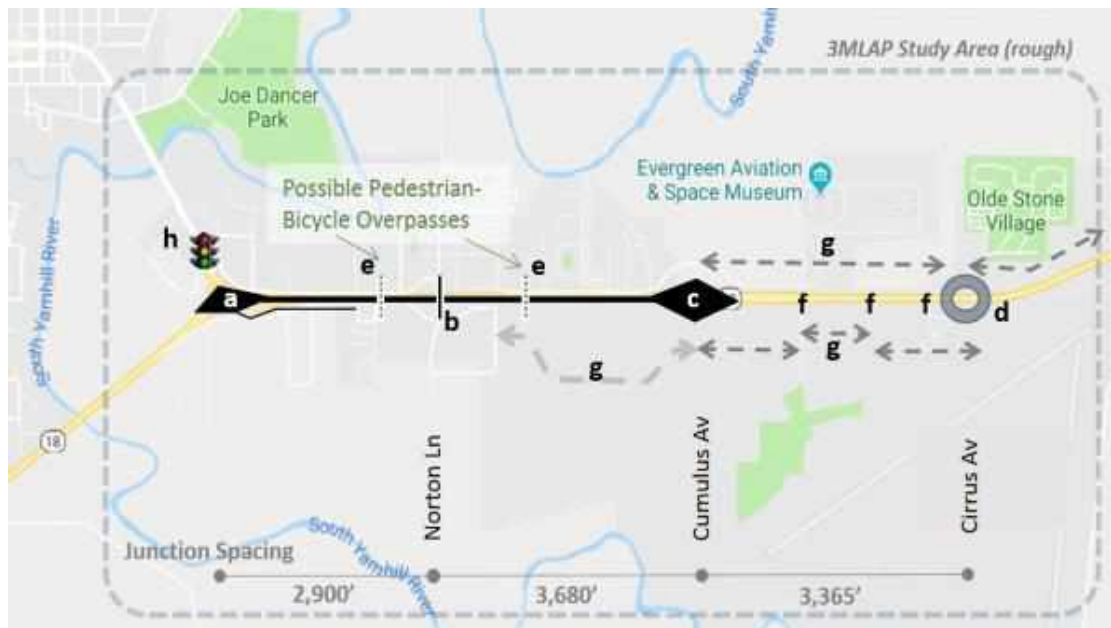 3MLAP Study Area (rough)
South Yamh
Joe Dancer
Park
Evergreen Aviation
& Space Museum
Possible Pedestrian-
Bicycle Overpasses
Olde Stone
Village
h
g
e
e
a
c
f
f
f
d
b
g
g
South Yamhill River
18
Norton Ln
Cumulus Av
Cirrus Av
South Yamhill River
Junction Spacing
2,900’
3,680’
3,365’